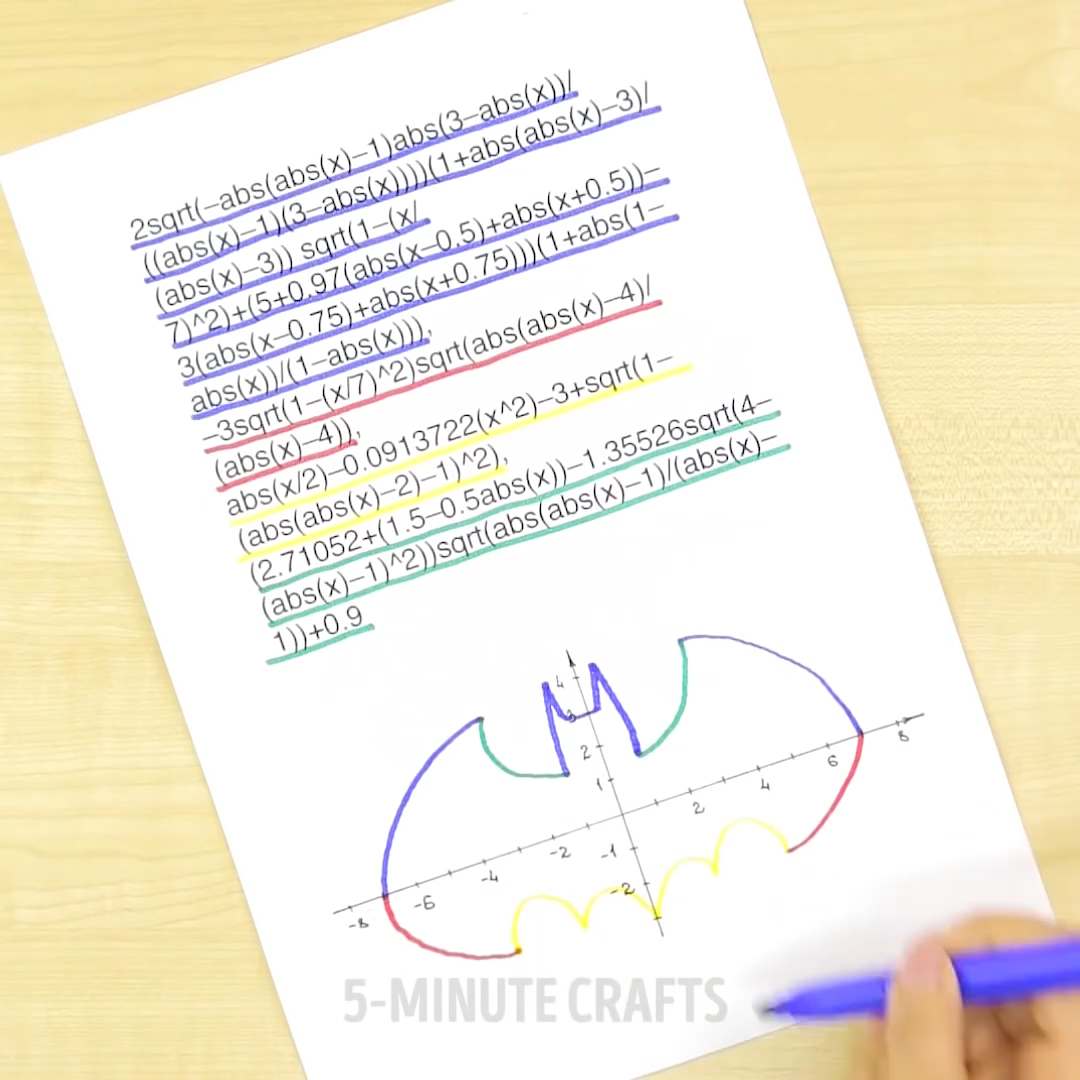 2sqrt(–abs(abs(x)–1)abs(3–abs(x))/
((abs(x)–1)(3–abs(x))))(1+abs(abs(x)–3)/
(abs(x)–3)) sqrt(1–(x/
7)^2)+(5+0.97(abs(x–0.5)+abs(x+0.5))–
3(abs(x–0.75)+abs(x+0.75)))(1+abs(1–
abs(x))/(1–abs(x))),
–3sqrt(1–(x/7)^2)sqrt(abs(abs(x)–4)/
(abs(x)–4)),
abs(x/2)–0.0913722(x^2)–3+sqrt(1–
(abs(abs(x)–2)–1)^2),
(2.71052+(1.5–0.5abs(x))–1.35526sqrt(4–
(abs(x)–1)^2))sqrt(abs(abs(x)–1)/(abs(x)–
1))+0.9
4
3
2
1
-8
-6
-4
-2
2
4
6
8
-1
-2
5-MINUTE CRAFTS